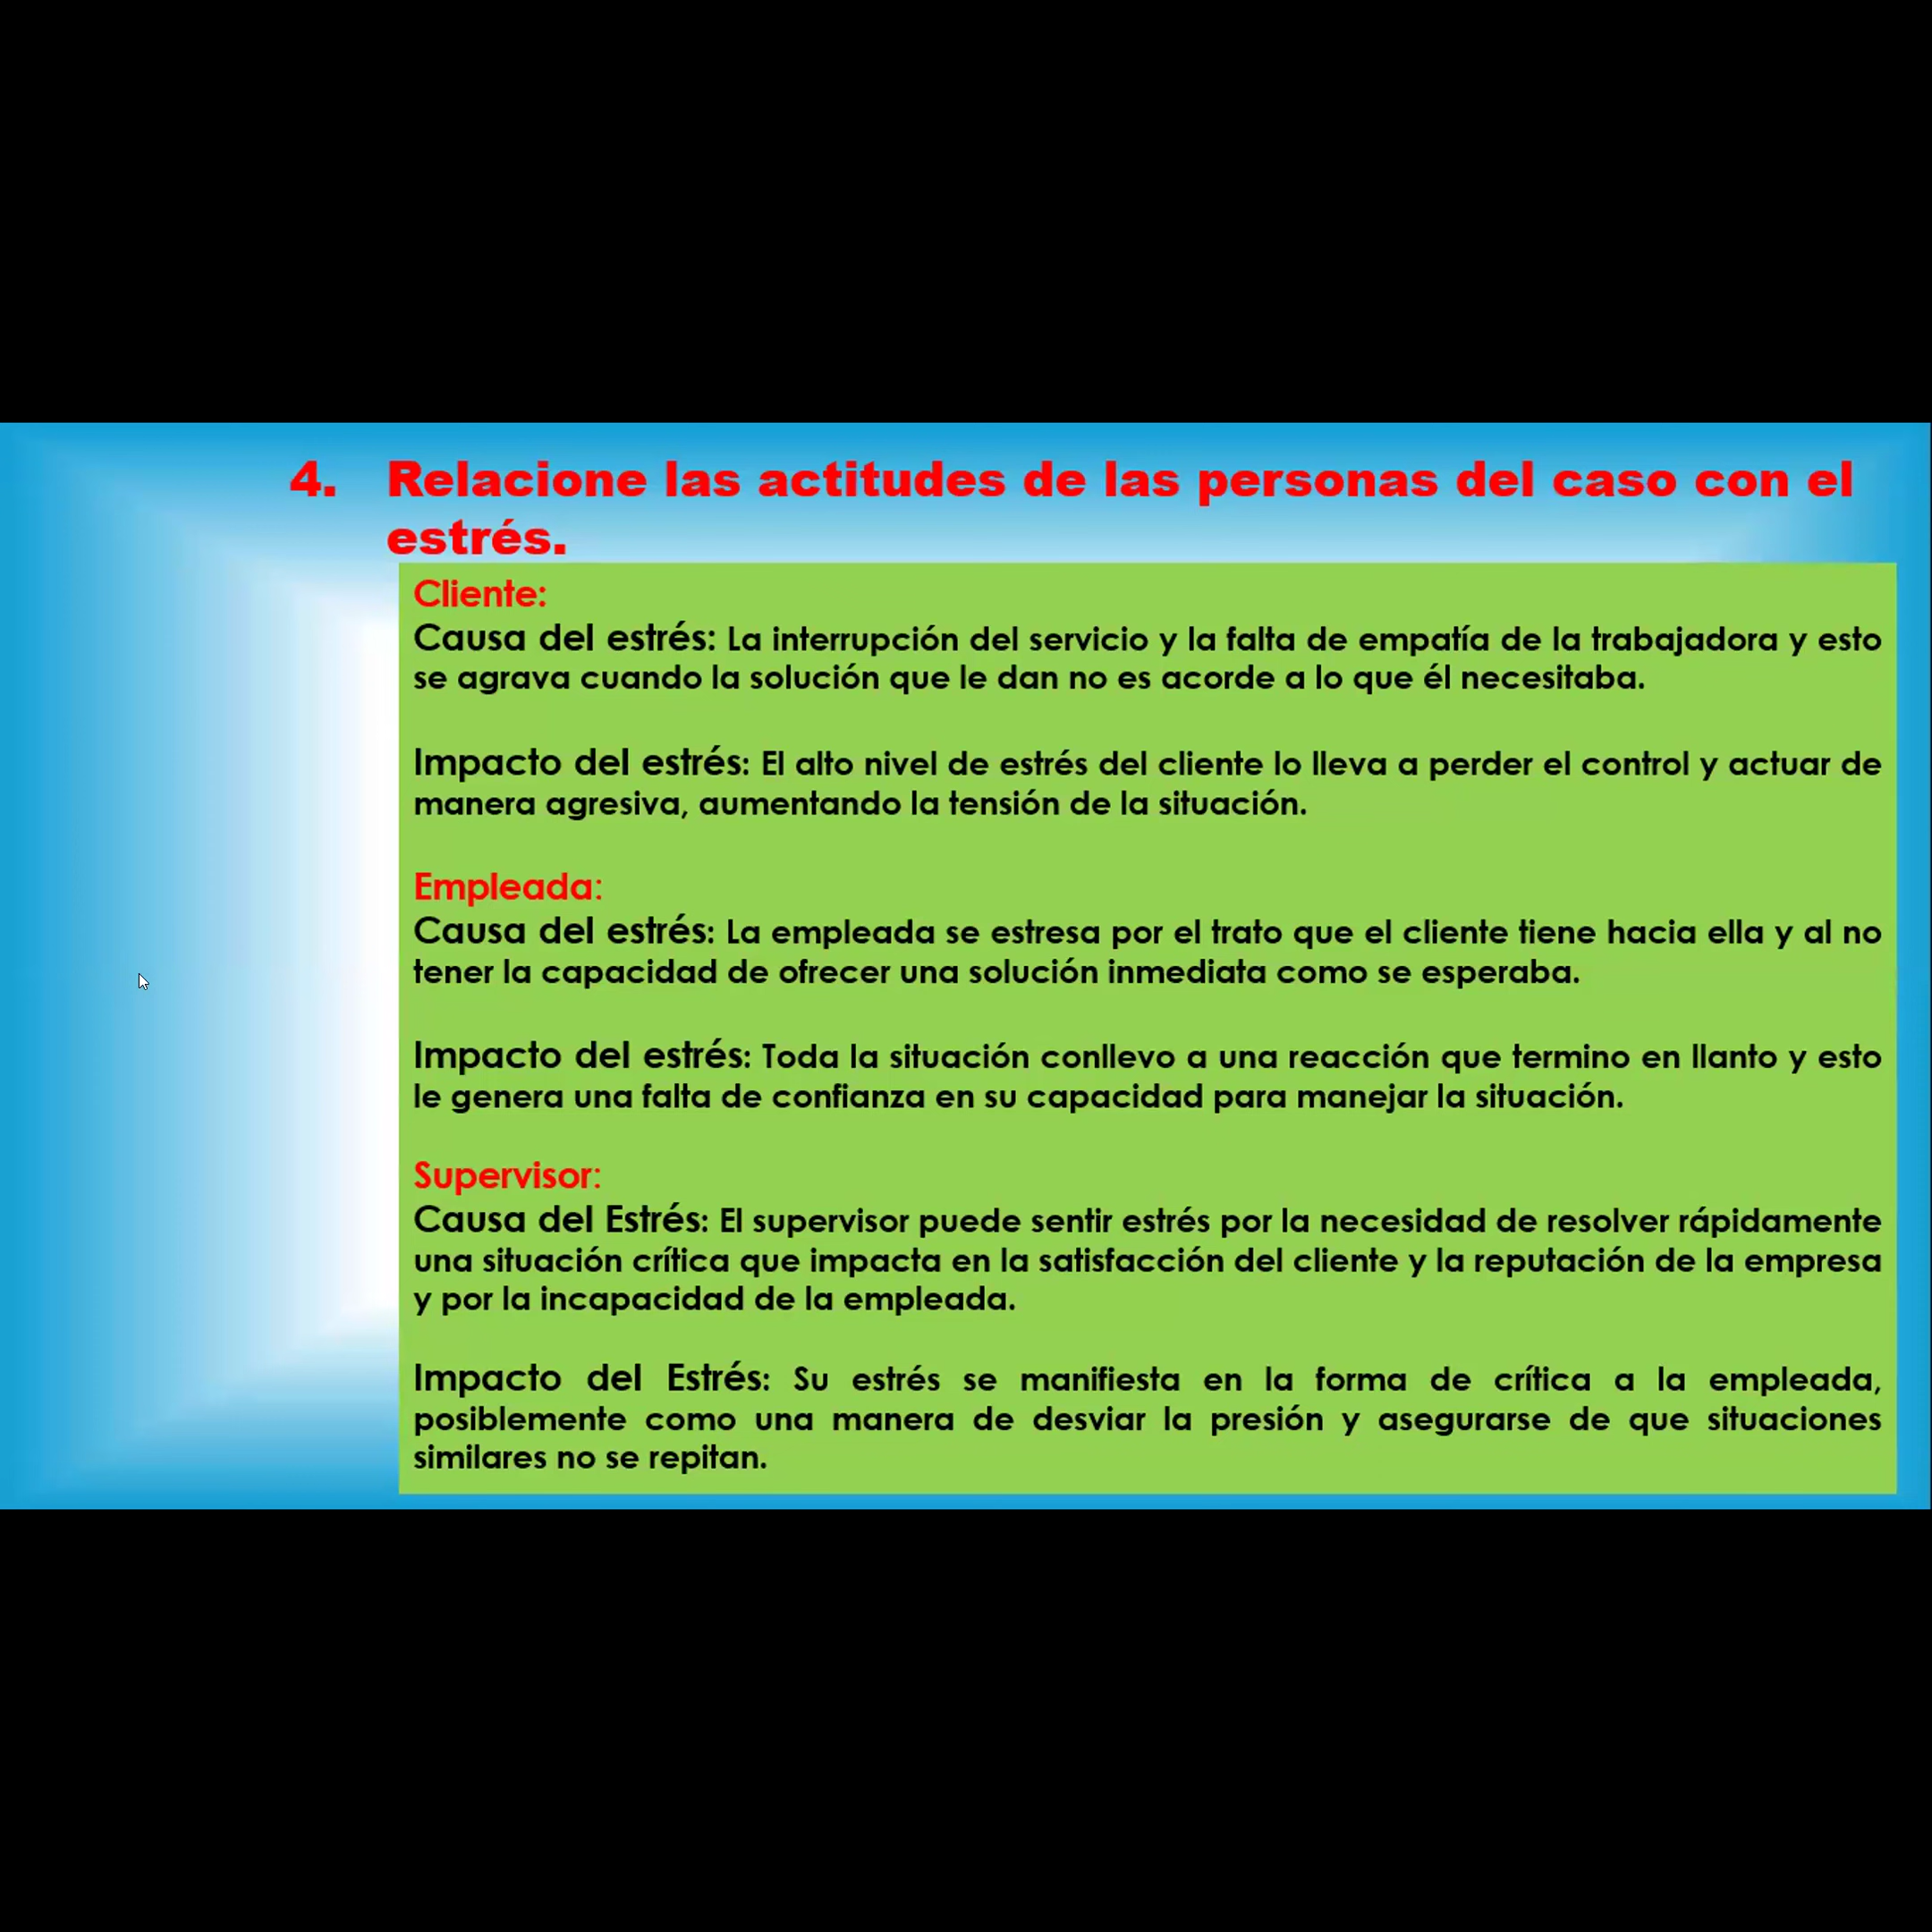 4. Relacione las actitudes de las personas del caso con el
estrés.
Cliente:
Causa del estrés: La interrupción del servicio y la falta de empatía de la trabajadora y esto
se agrava cuando la solución que le dan no es acorde a lo que él necesitaba.
Impacto del estrés: El alto nivel de estrés del cliente lo lleva a perder el control y actuar de
manera agresiva, aumentando la tensión de la situación.
Empleada:
Causa del estrés: La empleada se estresa por el trato que el cliente tiene hacia ella y al no
tener la capacidad de ofrecer una solución inmediata como se esperaba.
Impacto del estrés: Toda la situación conllevo a una reacción que termino en llanto y esto
le genera una falta de confianza en su capacidad para manejar la situación.
Supervisor:
Causa del Estrés: El supervisor puede sentir estrés por la necesidad de resolver rápidamente
una situación crítica que impacta en la satisfacción del cliente y la reputación de la empresa
y por la incapacidad de la empleada.
Impacto del Estrés: Su estrés se manifiesta en la forma de crítica a la empleada,
posiblemente como una manera de desviar la presión y asegurarse de que situaciones
similares no se repitan.